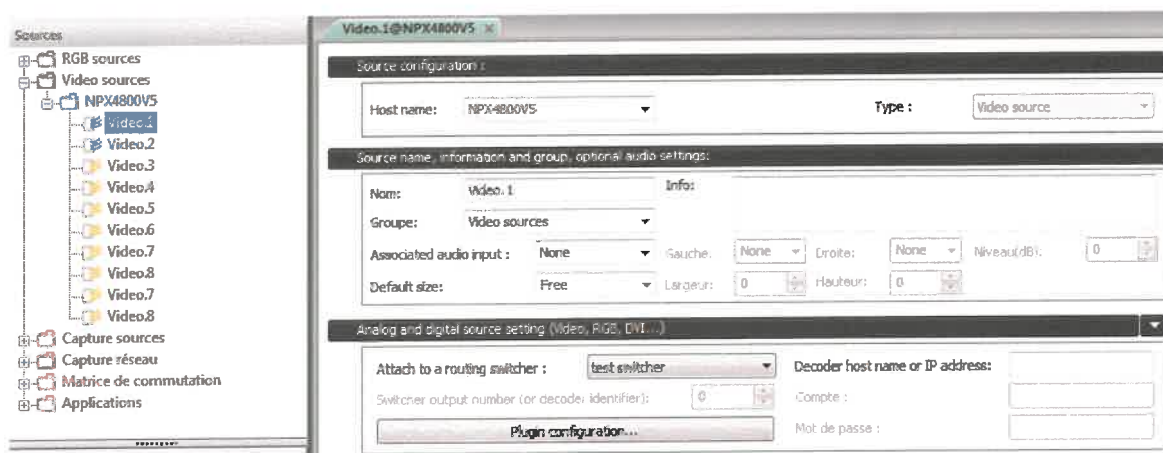 Sources
RGB sources
Video sources
NPX4800V5
Video.1
Video.2
Video.3
Video.4
Video.5
Video.6
Video.7
Video.8
Video.7
Video.8
Capture sources
Capture réseau
Matrice de commutation
Applications
Video.1@NPX4800V5
Source configuration :
Host name: NPX4800V5 Type : Video source
Source name, information and group, optional audio settings:
Nom: Video.1 Info:
Groupe: Video sources
Associated audio input : None Gauche: None Droite: None Niveau(dB): 0
Default size: Free Largeur: 0 Hauteur: 0
Analog and digital source setting (Video, RGB, DVI...)
Attach to a routing switcher : test switcher Decoder host name or IP address:
Switcher output number (or decoder identifier): 0 Compte :
Plugin configuration... Mot de passe :